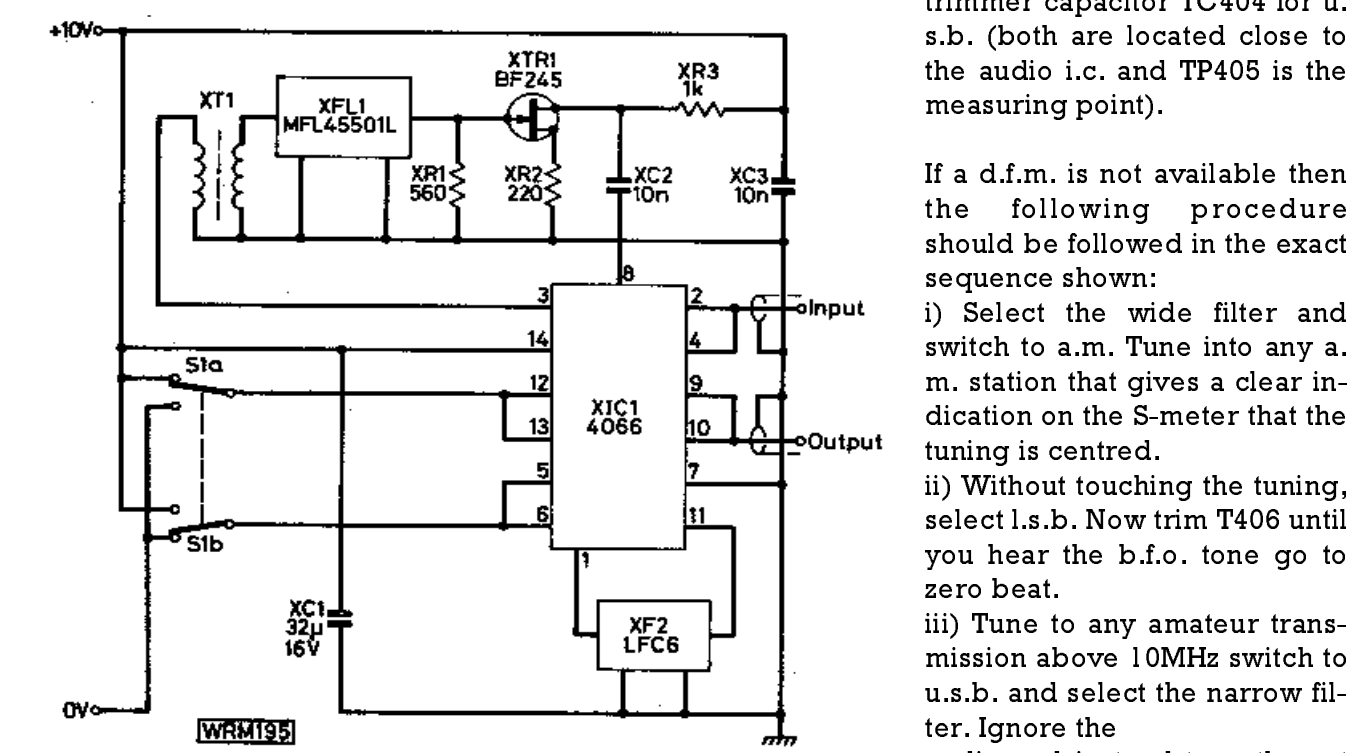 +10V
XT1
XFL1
MFL45501L
XTR1
BF245
XR3
1k
XR1
560
XR2
220
XC2
10n
XC3
10n
8
3
2
Input
14
4
S1a
12
9
XIC1
4066
13
10
Output
5
7
6
11
S1b
1
XC1
32µ
16V
XF2
LFC6
0V
WRM195
trimmer capacitor TC404 for u.
s.b. (both are located close to
the audio i.c. and TP405 is the
measuring point).
If a d.f.m. is not available then
the following procedure
should be followed in the exact
sequence shown:
i) Select the wide filter and
switch to a.m. Tune into any a.
m. station that gives a clear in-
dication on the S-meter that the
tuning is centred.
ii) Without touching the tuning,
select l.s.b. Now trim T406 until
you hear the b.f.o. tone go to
zero beat.
iii) Tune to any amateur trans-
mission above 10MHz switch to
u.s.b. and select the narrow fil-
ter. Ignore the